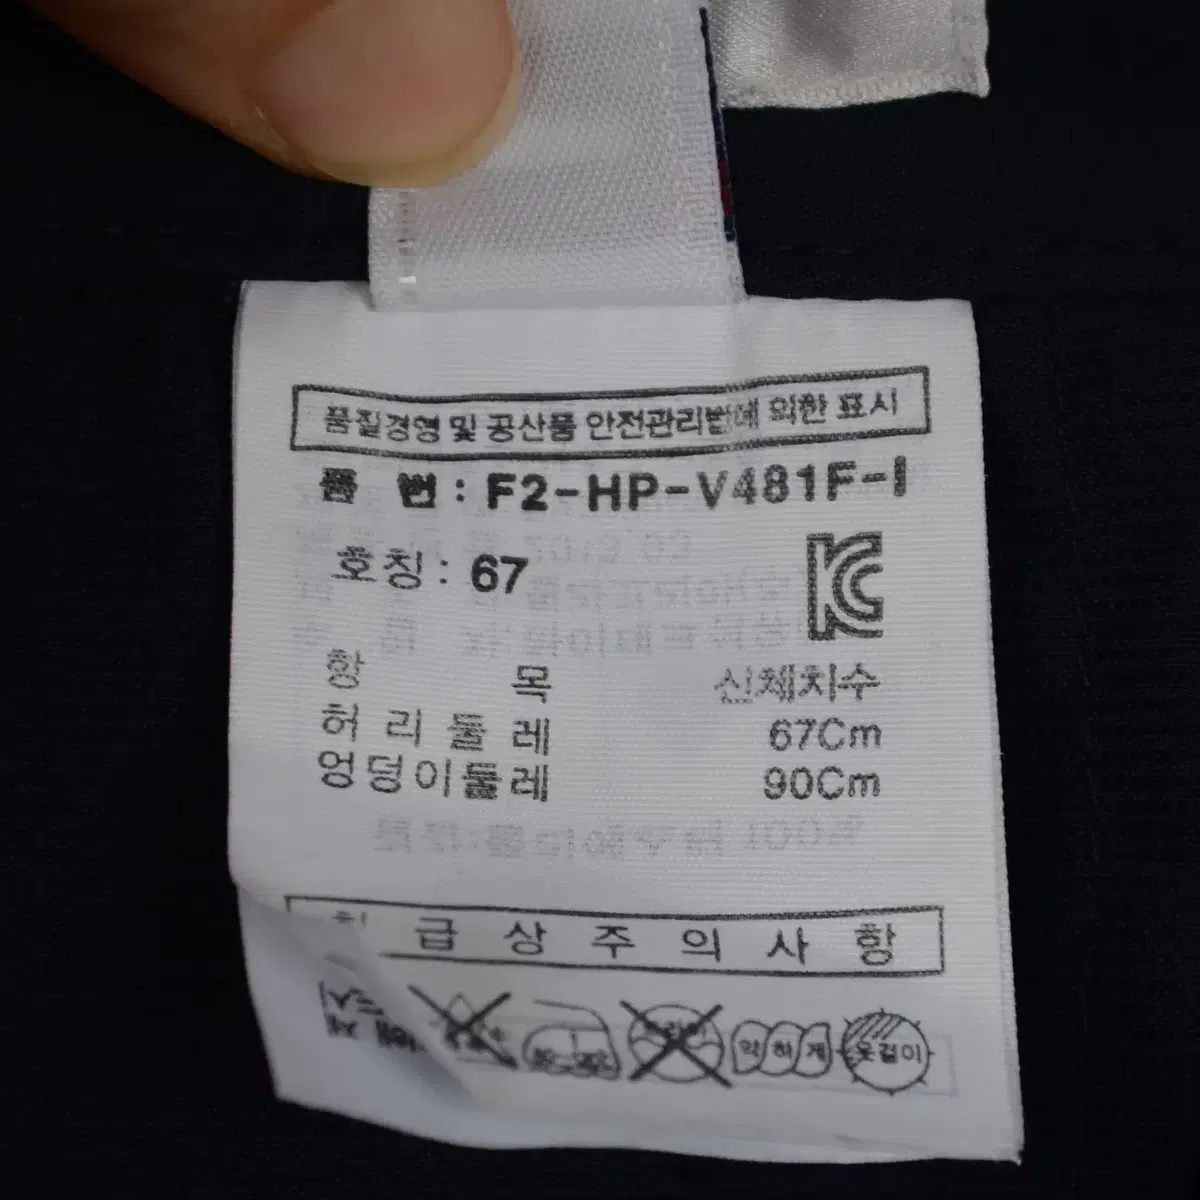 품질경영 및 공산품 안전관리법에 의한 표시
품 번 : F2-HP-V481F-I
호칭 : 67
항 목 신체치수
허리둘레 67Cm
엉덩이둘레 90Cm
취급상주의사항
약하게 옷걸이